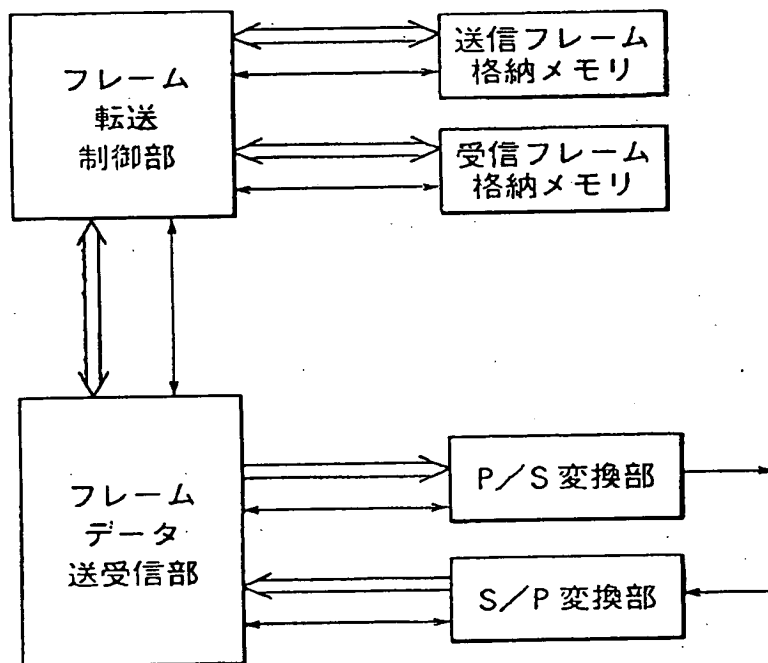 フレーム
転送
制御部
送信フレーム
格納メモリ
受信フレーム
格納メモリ
フレーム
データ
送受信部
P／S変換部
S／P変換部